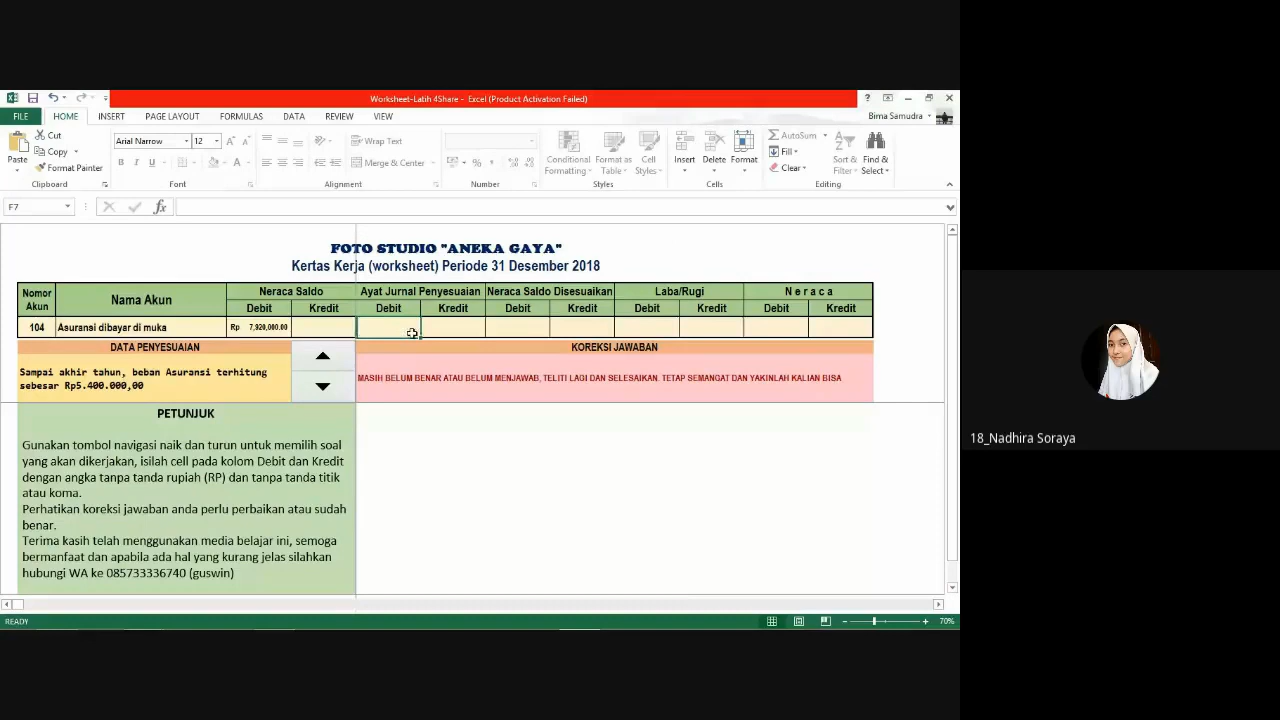 Worksheet-Latih 4Share - Excel (Product Activation Failed)
FILE HOME INSERT PAGE LAYOUT FORMULAS DATA REVIEW VIEW Bima Samudra
Paste Cut Copy Format Painter Clipboard
Arial Narrow 12 B I U A Font
Wrap Text Merge & Center Alignment
% Number
Conditional Formatting Format as Table Cell Styles Styles
Insert Delete Format Cells
AutoSum Fill Clear Sort & Filter Find & Select Editing
F7 fx
FOTO STUDIO "ANEKA GAYA"
Kertas Kerja (worksheet) Periode 31 Desember 2018
Nomor Akun Nama Akun Neraca Saldo Ayat Jurnal Penyesuaian Neraca Saldo Disesuaikan Laba/Rugi N e r a c a
Debit Kredit Debit Kredit Debit Kredit Debit Kredit Debit Kredit
104 Asuransi dibayar di muka Rp 7,920,000.00
DATA PENYESUAIAN KOREKSI JAWABAN
Sampai akhir tahun, beban Asuransi terhitung
sebesar Rp5.400.000,00
MASIH BELUM BENAR ATAU BELUM MENJAWAB, TELITI LAGI DAN SELESAIKAN. TETAP SEMANGAT DAN YAKINLAH KALIAN BISA
PETUNJUK
Gunakan tombol navigasi naik dan turun untuk memilih soal
yang akan dikerjakan, isilah cell pada kolom Debit dan Kredit
dengan angka tanpa tanda rupiah (RP) dan tanpa tanda titik
atau koma.
Perhatikan koreksi jawaban anda perlu perbaikan atau sudah
benar.
Terima kasih telah menggunakan media belajar ini, semoga
bermanfaat dan apabila ada hal yang kurang jelas silahkan
hubungi WA ke 085733336740 (guswin)
READY 70%
18_Nadhira Soraya